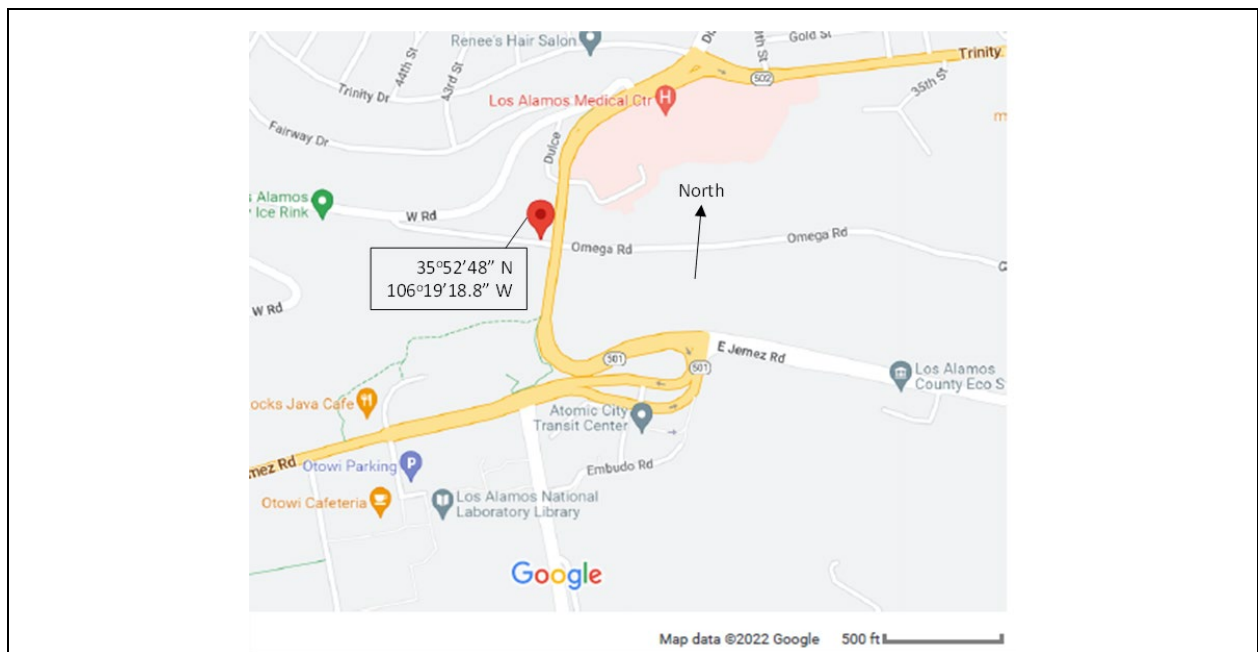 Renee's Hair Salon
Gold St
Trinity
502
44th St
43rd St
35th St
Trinity Dr
Los Alamos Medical Ctr
H
Fairway Dr
Dulce
North
Alamos
Ice Rink
W Rd
Omega Rd
Omega Rd
35°52'48" N
106°19'18.8" W
W Rd
501
E Jemez Rd
501
Los Alamos
County Eco S
ocks Java Cafe
Atomic City
Transit Center
mez Rd
Otowi Parking
P
Embudo Rd
Otowi Cafeteria
Los Alamos National
Laboratory Library
Google
Map data ©2022 Google 500 ft